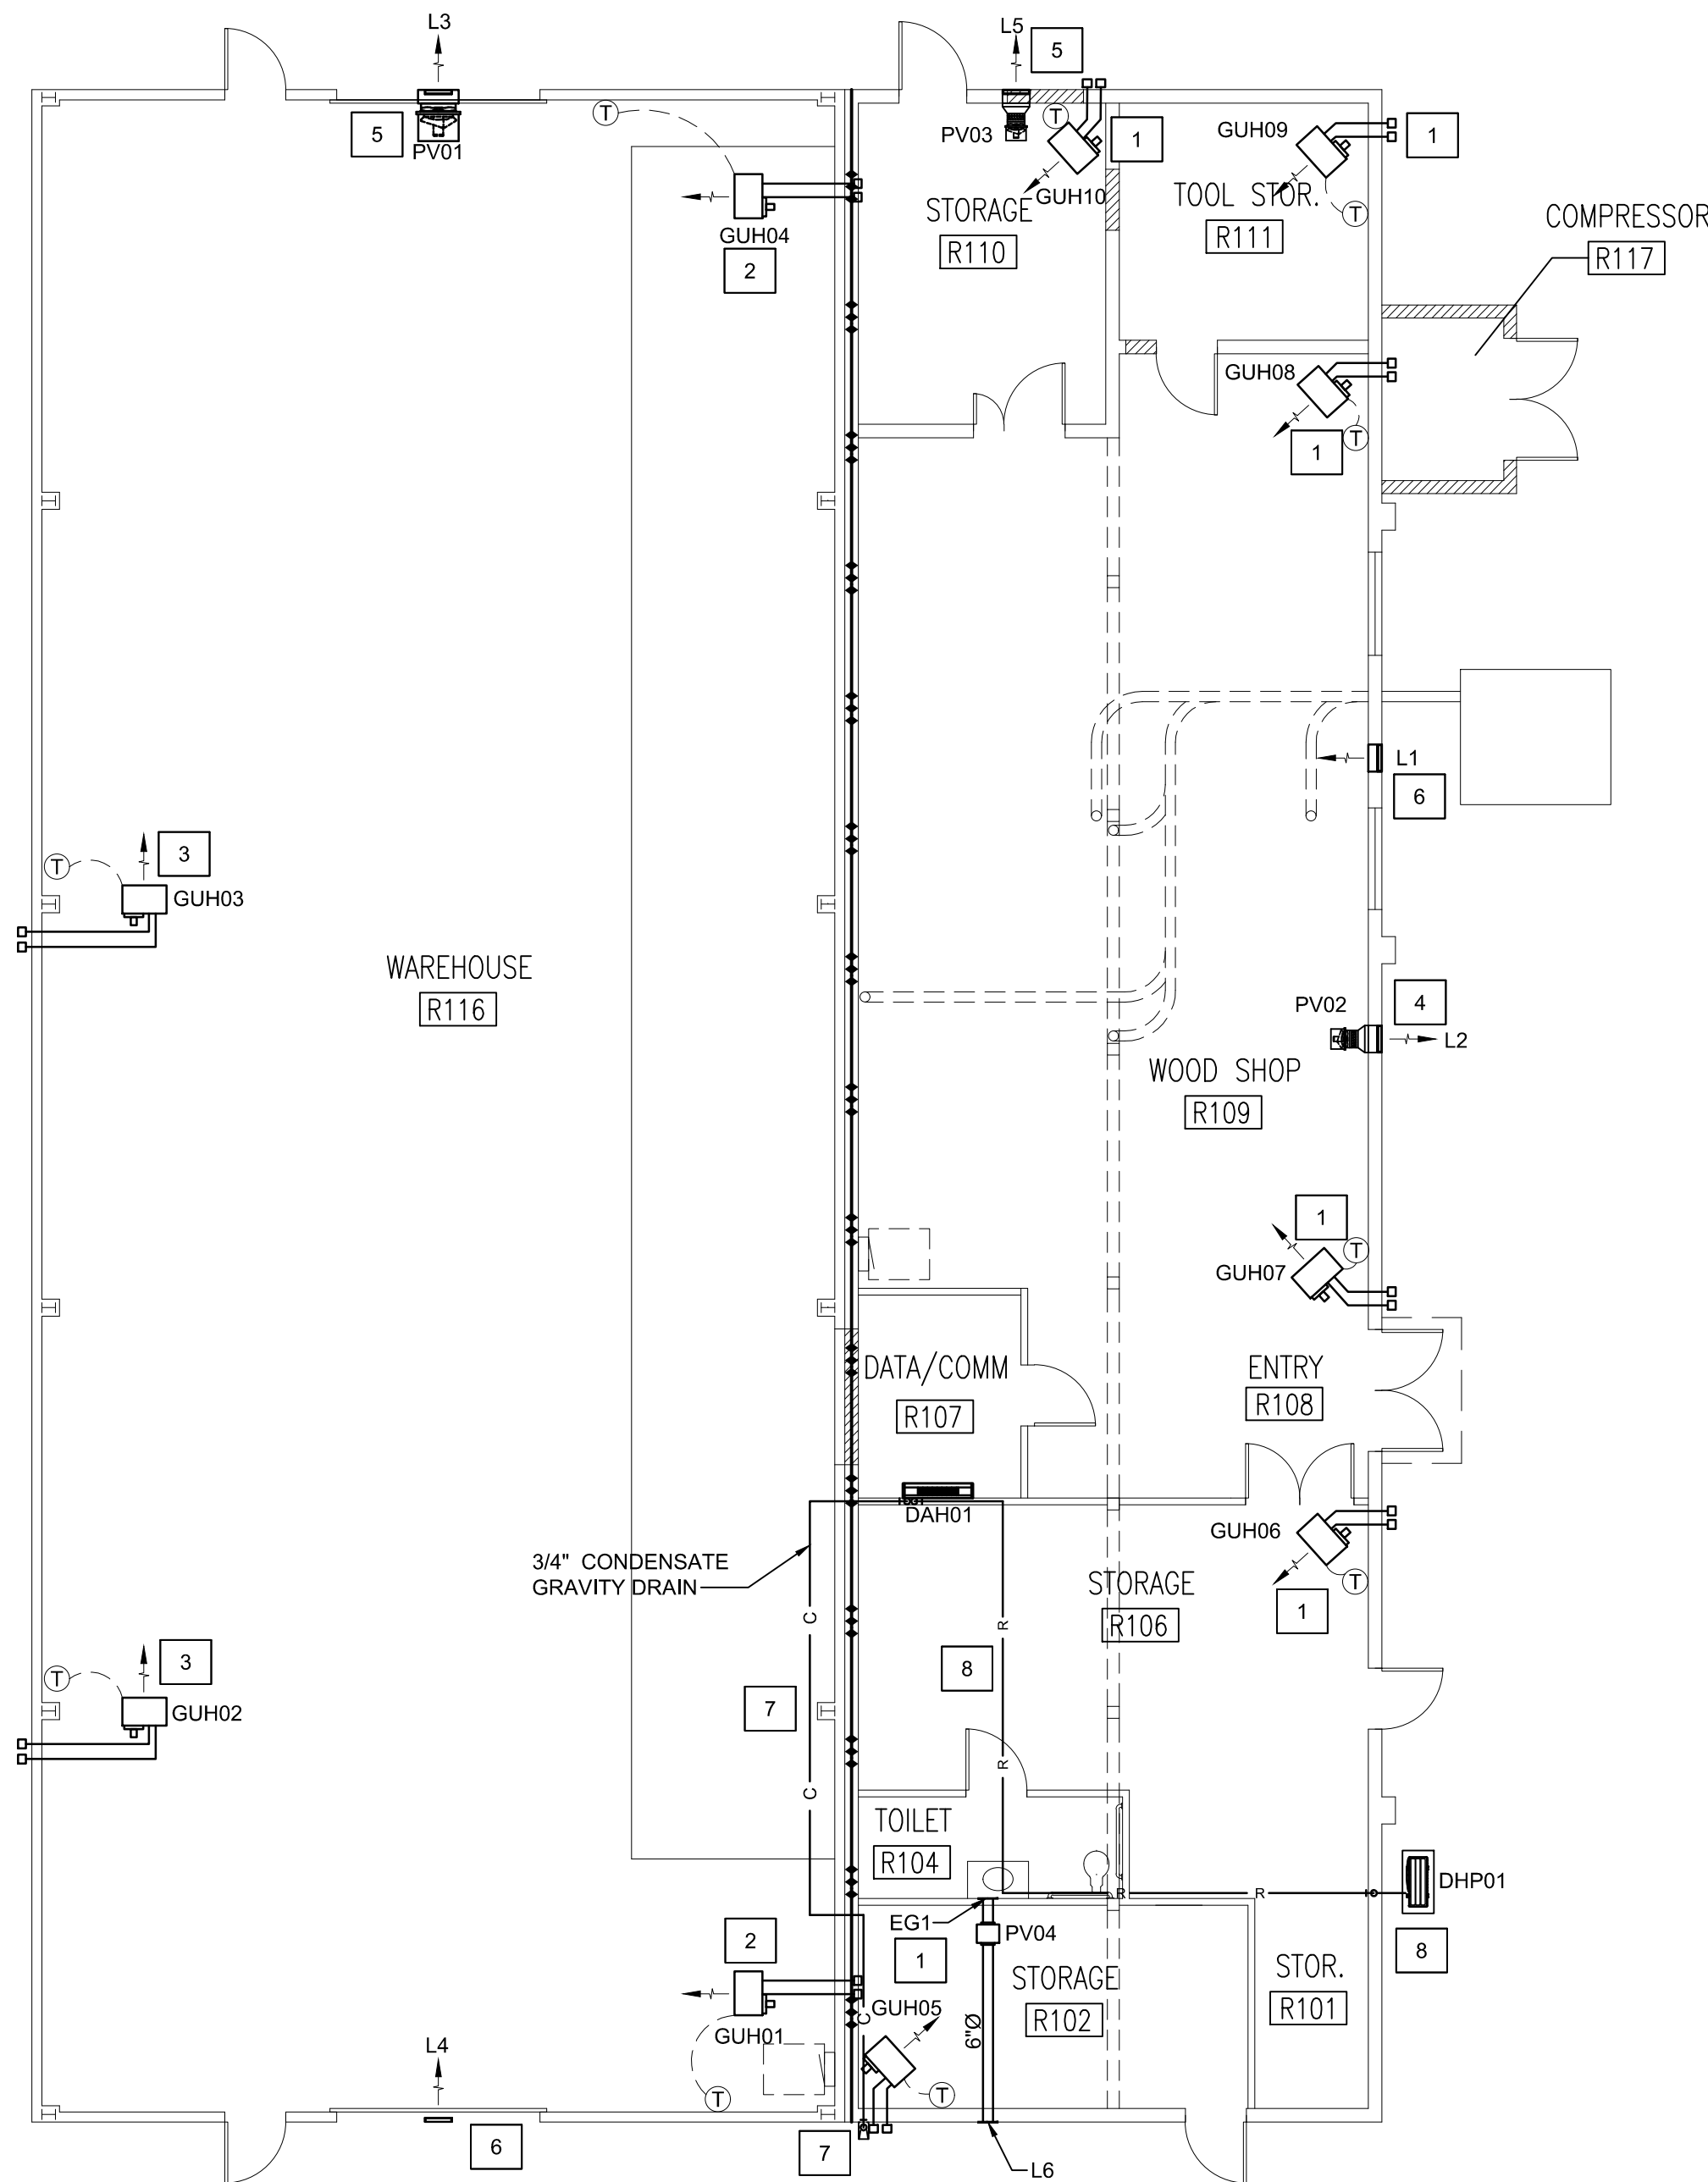 L3
L5
5
5
PV01
T
PV03
T
1
GUH09
1
GUH10
T
GUH04
2
STORAGE
R110
TOOL STOR.
R111
COMPRESSOR
R117
GUH08
1
T
L1
6
3
T
GUH03
WAREHOUSE
R116
PV02
4
L2
WOOD SHOP
R109
1
T
GUH07
DATA/COMM
R107
ENTRY
R108
DAH01
GUH06
T
1
3/4" CONDENSATE
GRAVITY DRAIN
STORAGE
R106
C
R
8
7
3
T
GUH02
C
R
TOILET
R104
R
R
DHP01
8
EG1
PV04
2
1
STORAGE
R102
STOR.
R101
C
GUH05
GUH01
6"Ø
T
T
L4
6
7
L6